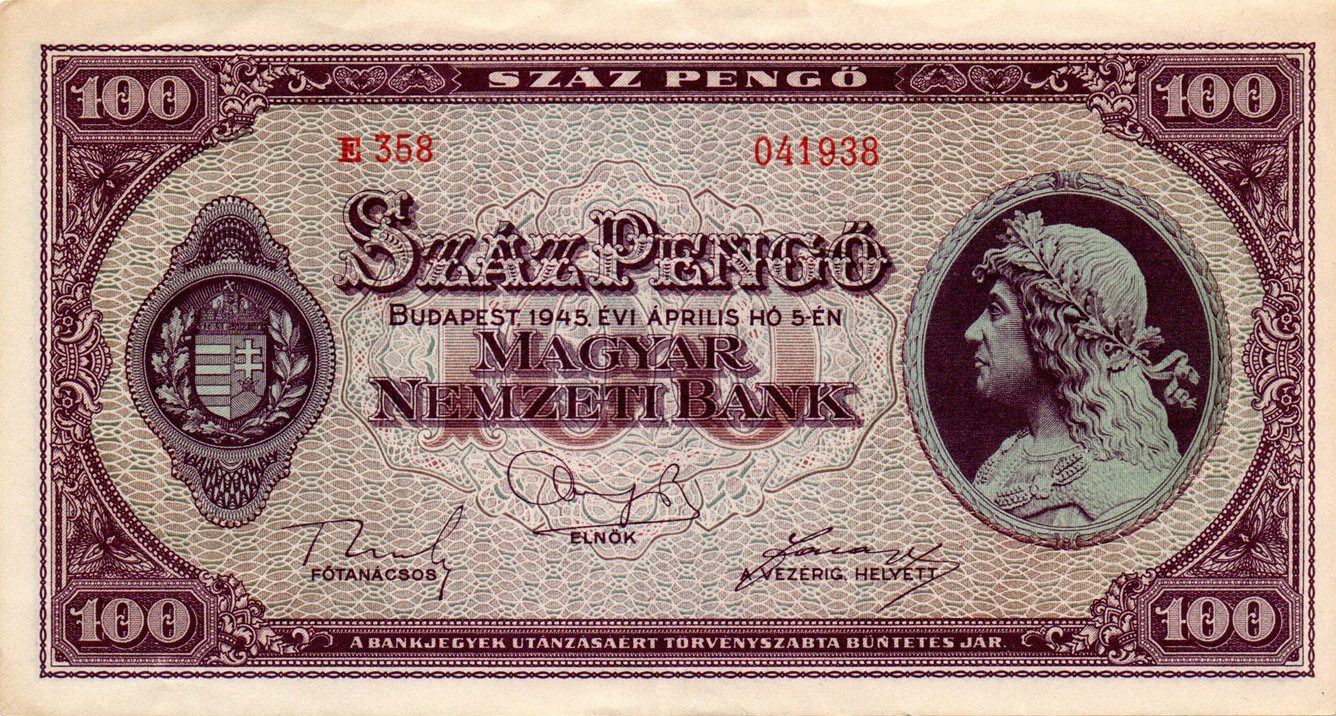 100 SZÁZ PENGŐ 100
E 358 041938
SZÁZ PENGŐ
BUDAPEST 1945. ÉVI ÁPRILIS HÓ 5-ÉN
MAGYAR
NEMZETI BANK
ELNÖK
FŐTANÁCSOS A VEZÉRIG. HELYETT
100 A BANKJEGYEK UTÁNZÁSÁÉRT TÖRVÉNYSZABTA BÜNTETÉS JÁR. 100